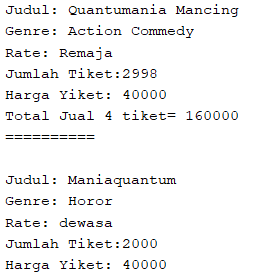 Judul: Quantumania Mancing
Genre: Action Commedy
Rate: Remaja
Jumlah Tiket:2998
Harga Yiket: 40000
Total Jual 4 tiket= 160000
==========
Judul: Maniaquantum
Genre: Horor
Rate: dewasa
Jumlah Tiket:2000
Harga Yiket: 40000